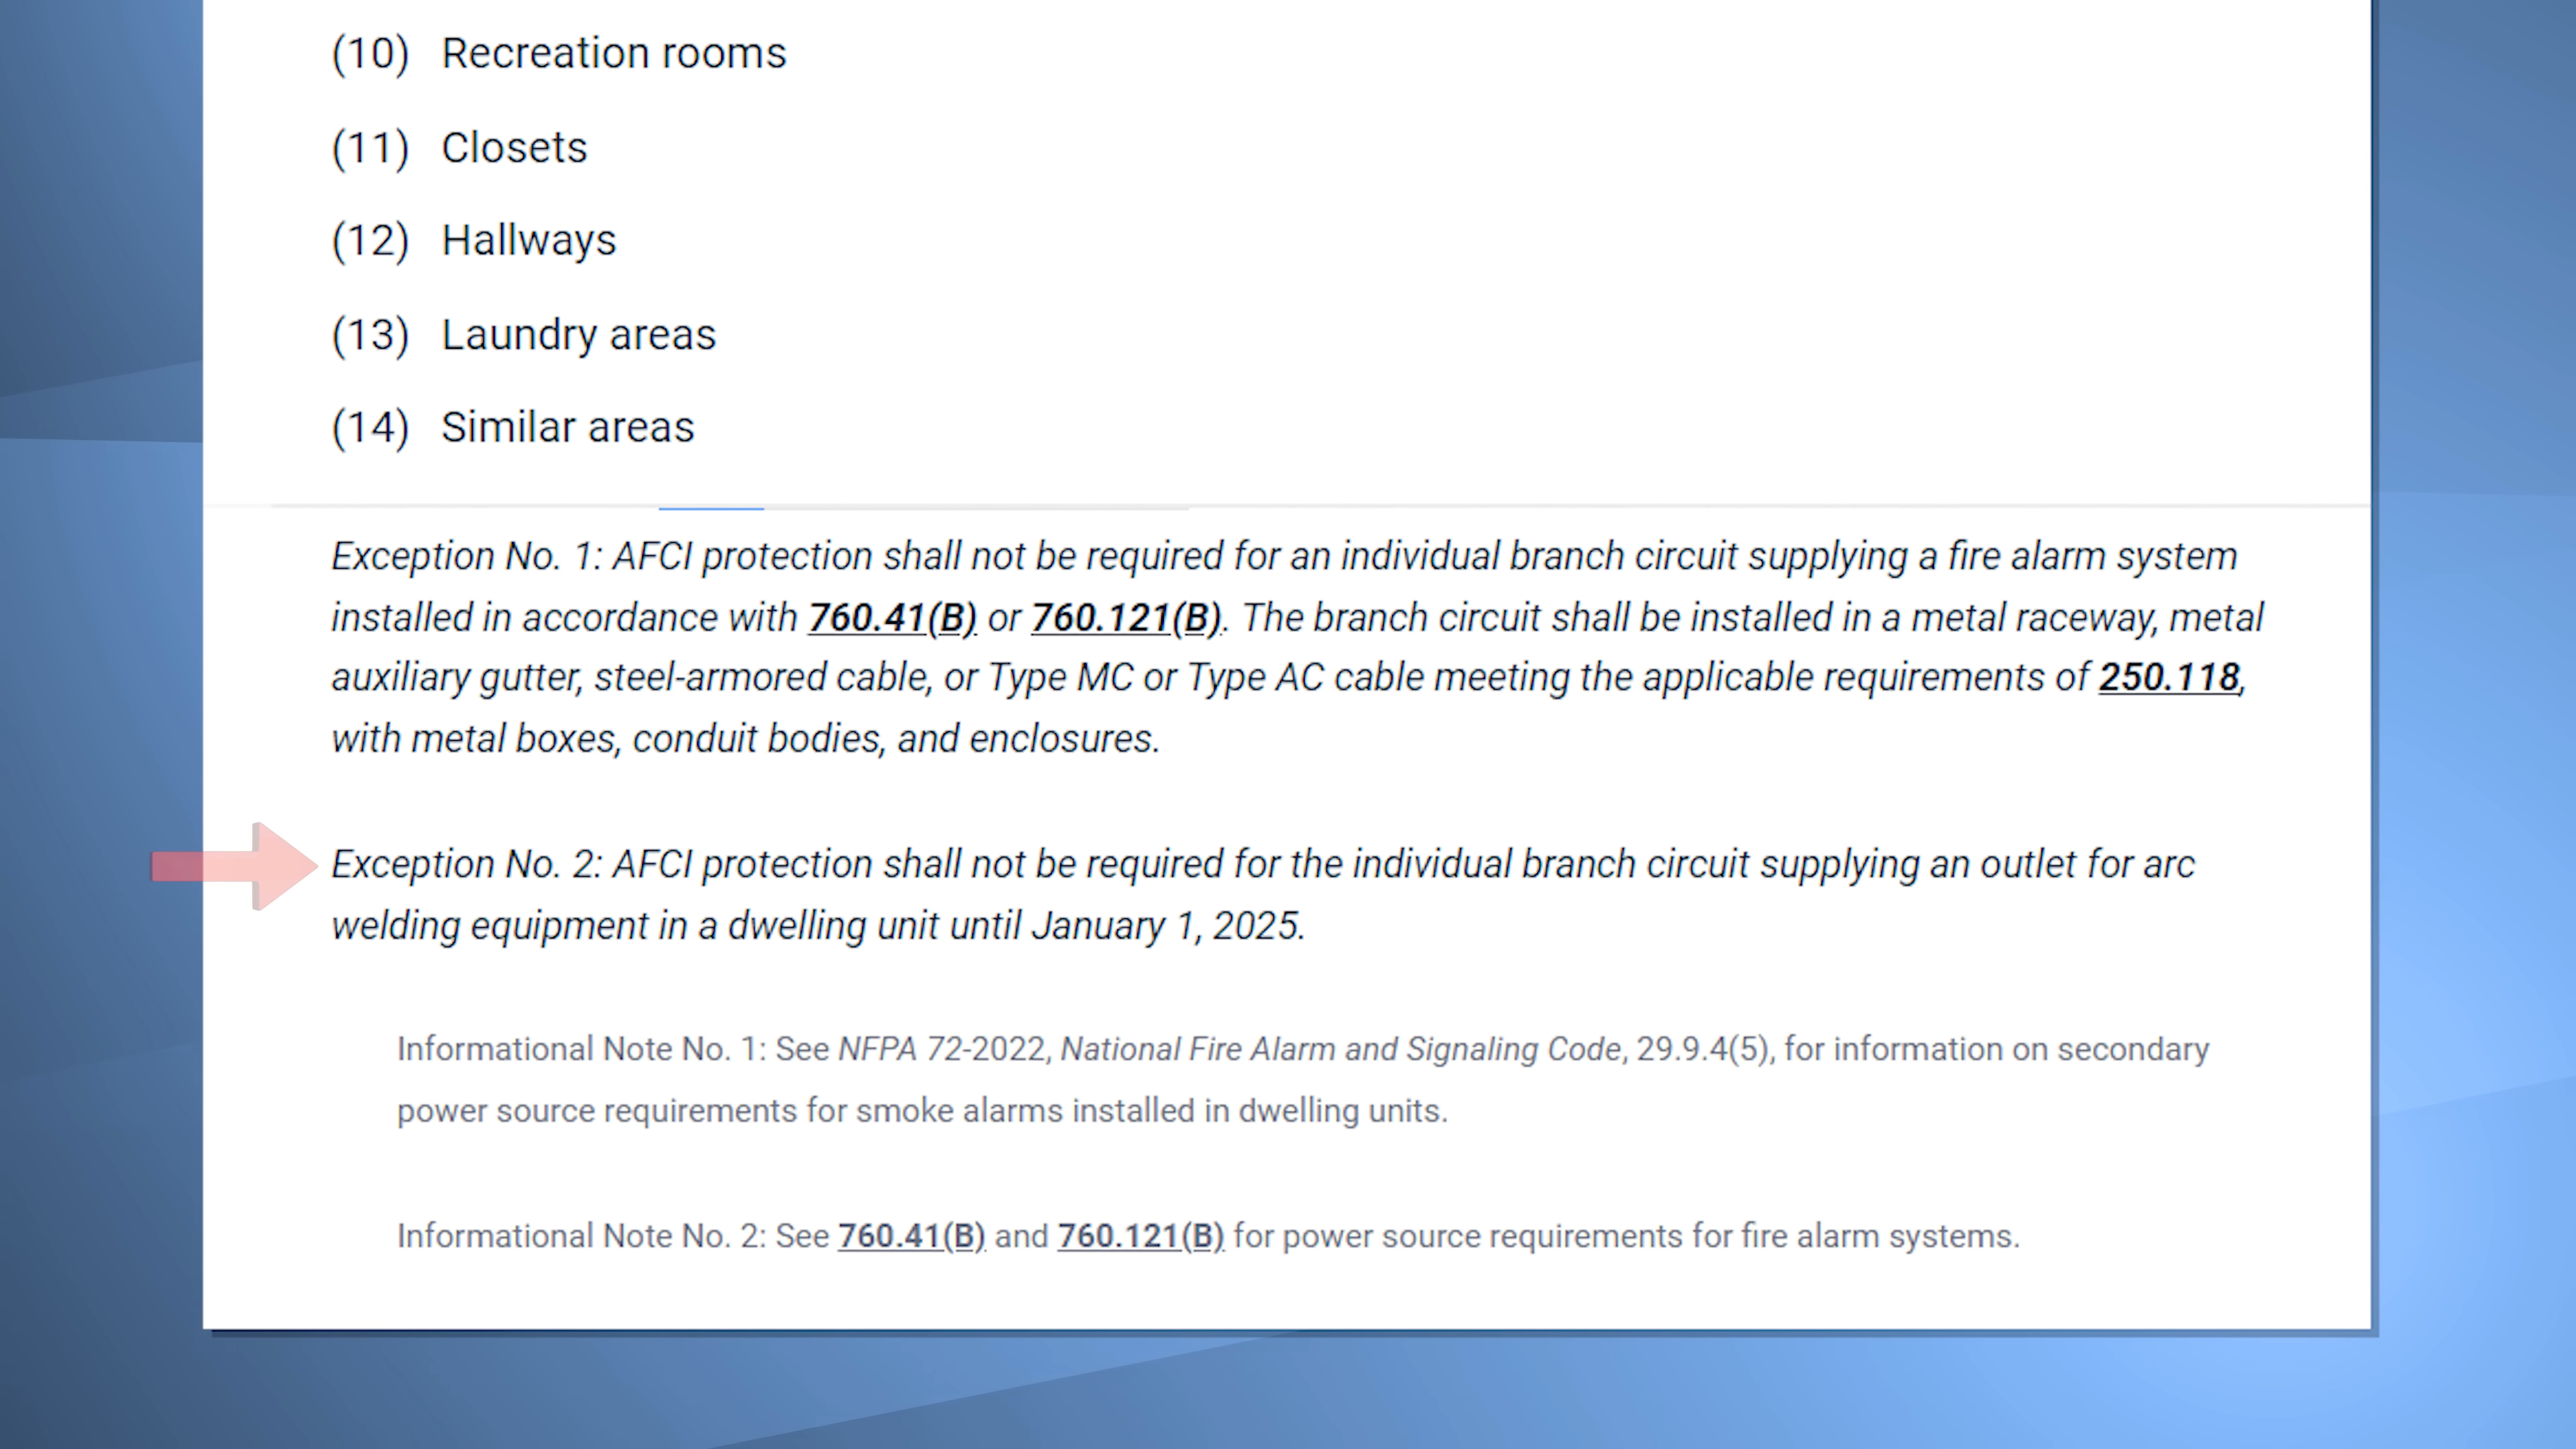 (10) Recreation rooms
(11) Closets
(12) Hallways
(13) Laundry areas
(14) Similar areas
Exception No. 1: AFCI protection shall not be required for an individual branch circuit supplying a fire alarm system
installed in accordance with 760.41(B) or 760.121(B). The branch circuit shall be installed in a metal raceway, metal
auxiliary gutter, steel-armored cable, or Type MC or Type AC cable meeting the applicable requirements of 250.118,
with metal boxes, conduit bodies, and enclosures.
Exception No. 2: AFCI protection shall not be required for the individual branch circuit supplying an outlet for arc
welding equipment in a dwelling unit until January 1, 2025.
Informational Note No. 1: See NFPA 72-2022, National Fire Alarm and Signaling Code, 29.9.4(5), for information on secondary
power source requirements for smoke alarms installed in dwelling units.
Informational Note No. 2: See 760.41(B) and 760.121(B) for power source requirements for fire alarm systems.